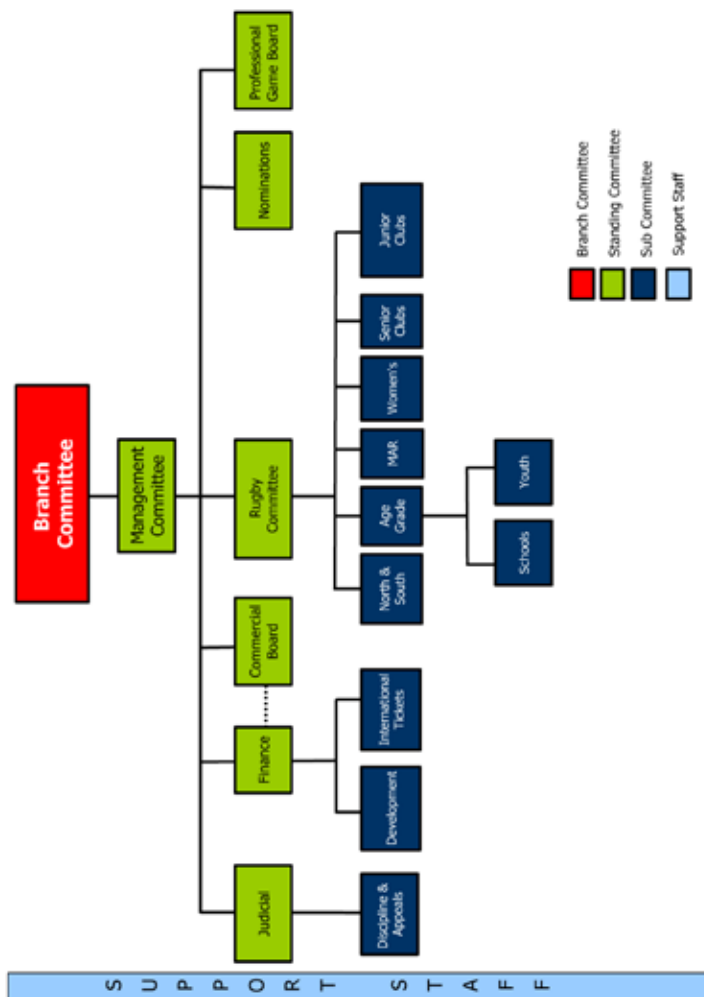 Branch
Committee
Management
Committee
Judicial
Finance
Commercial
Board
Rugby
Committee
Nominations
Professional
Game Board
Discipline &
Appeals
Development
International
Tickets
North &
South
Age
Grade
MAR
Women's
Senior
Clubs
Junior
Clubs
Schools
Youth
SUPPORT STAFF
Branch Committee
Standing Committee
Sub Committee
Support Staff